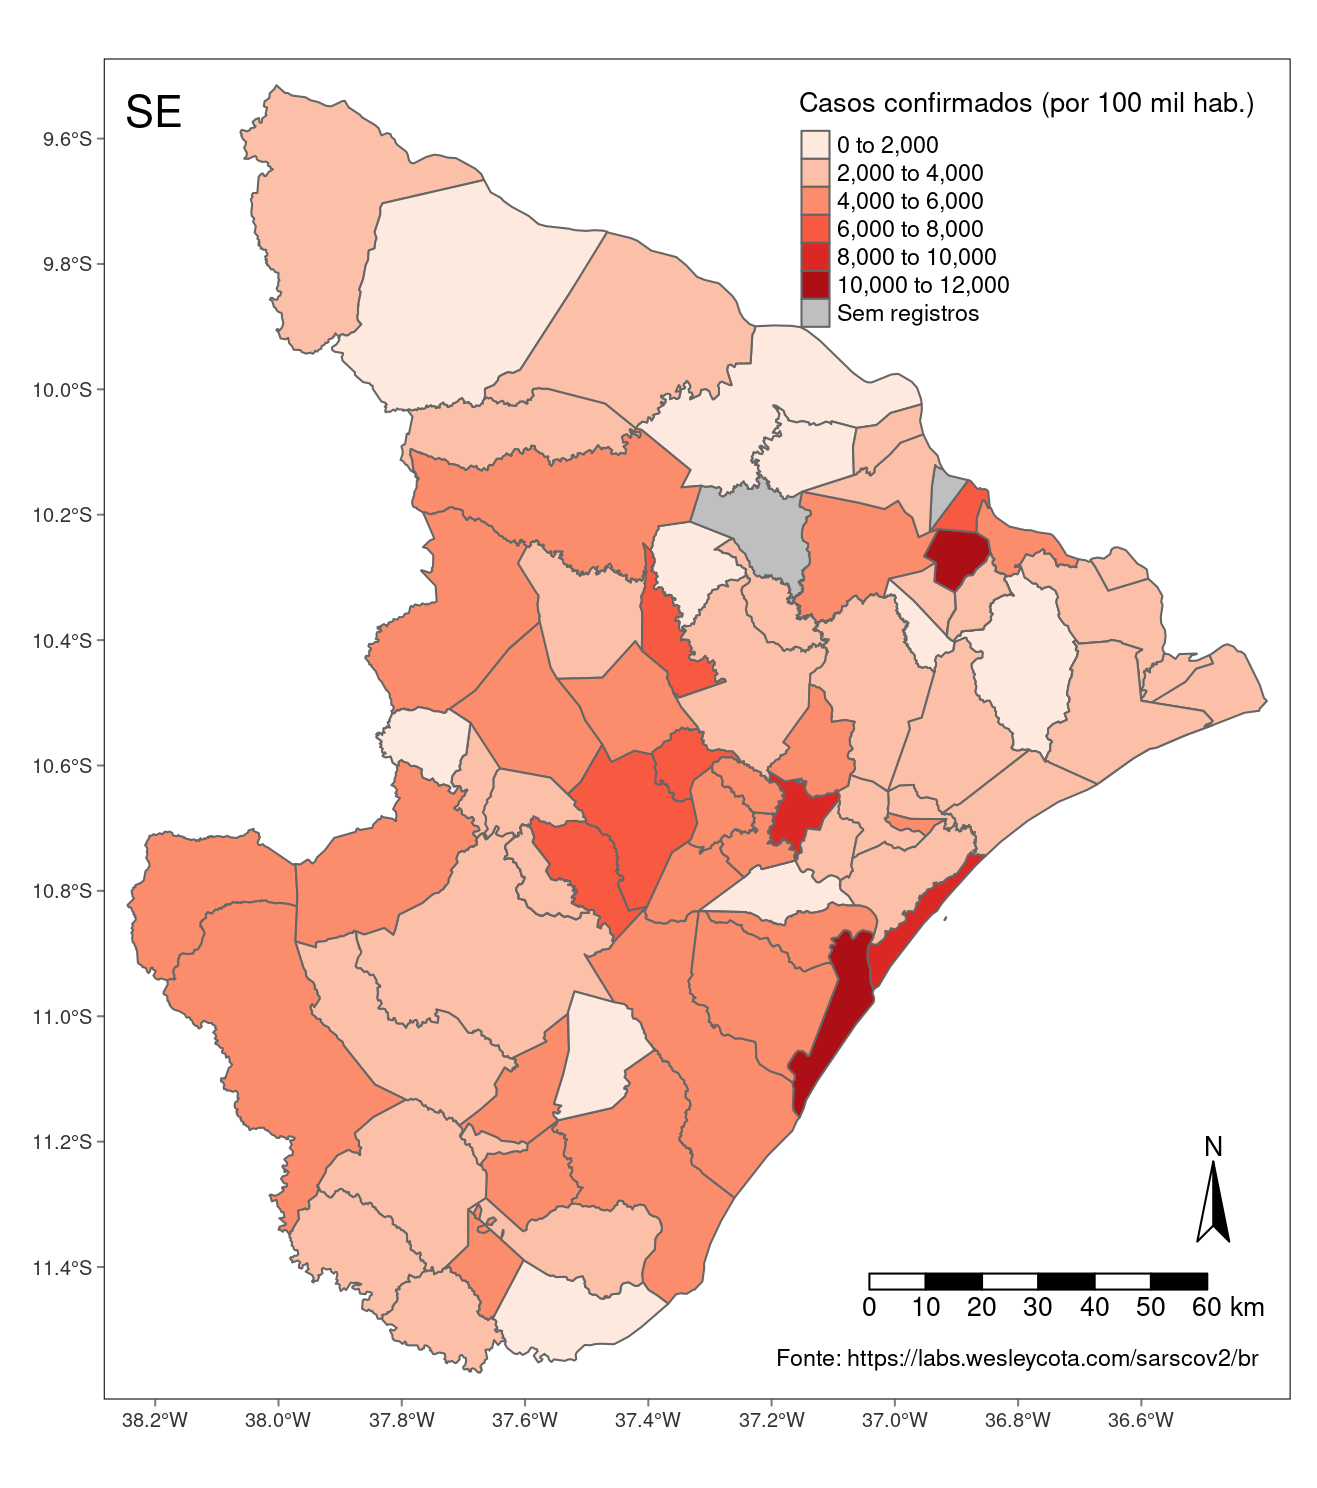 SE
Casos confirmados (por 100 mil hab.)
0 to 2,000
2,000 to 4,000
4,000 to 6,000
6,000 to 8,000
8,000 to 10,000
10,000 to 12,000
Sem registros
9.6°S
9.8°S
10.0°S
10.2°S
10.4°S
10.6°S
10.8°S
11.0°S
11.2°S
11.4°S
N
0 10 20 30 40 50 60 km
Fonte: https://labs.wesleycota.com/sarscov2/br
38.2°W 38.0°W 37.8°W 37.6°W 37.4°W 37.2°W 37.0°W 36.8°W 36.6°W